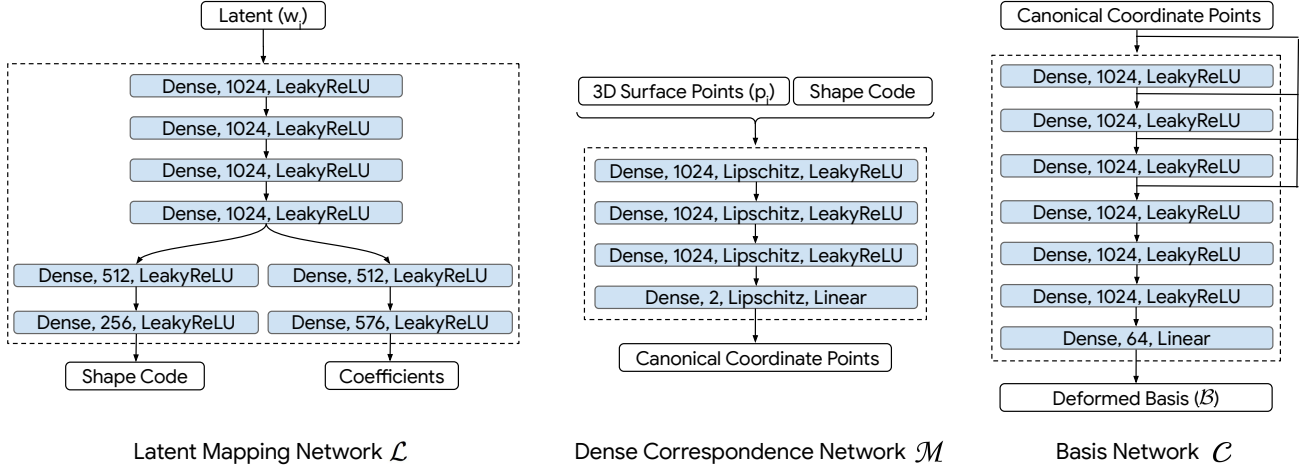 Latent (wᵢ)
Dense, 1024, LeakyReLU
Dense, 1024, LeakyReLU
Dense, 1024, LeakyReLU
Dense, 1024, LeakyReLU
Dense, 512, LeakyReLU
Dense, 512, LeakyReLU
Dense, 256, LeakyReLU
Dense, 576, LeakyReLU
Shape Code
Coefficients
Latent Mapping Network ℒ
3D Surface Points (pᵢ)
Shape Code
Dense, 1024, Lipschitz, LeakyReLU
Dense, 1024, Lipschitz, LeakyReLU
Dense, 1024, Lipschitz, LeakyReLU
Dense, 2, Lipschitz, Linear
Canonical Coordinate Points
Dense Correspondence Network ℳ
Canonical Coordinate Points
Dense, 1024, LeakyReLU
Dense, 1024, LeakyReLU
Dense, 1024, LeakyReLU
Dense, 1024, LeakyReLU
Dense, 1024, LeakyReLU
Dense, 1024, LeakyReLU
Dense, 64, Linear
Deformed Basis (ℬ)
Basis Network 𝒞